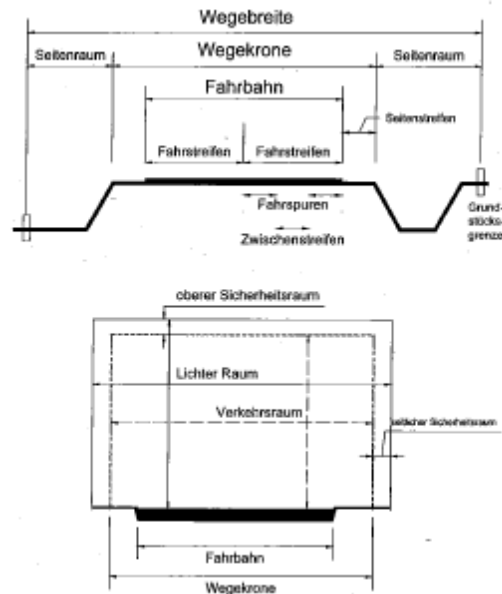 Wegebreite
Seitenraum Wegekrone Seitenraum
Fahrbahn
Seitenstreifen
Fahrstreifen Fahrstreifen
Fahrspuren
Zwischenstreifen
Grund-
stücks-
grenze
oberer Sicherheitsraum
Lichter Raum
Verkehrsraum
seitlicher Sicherheitsraum
Fahrbahn
Wegekrone